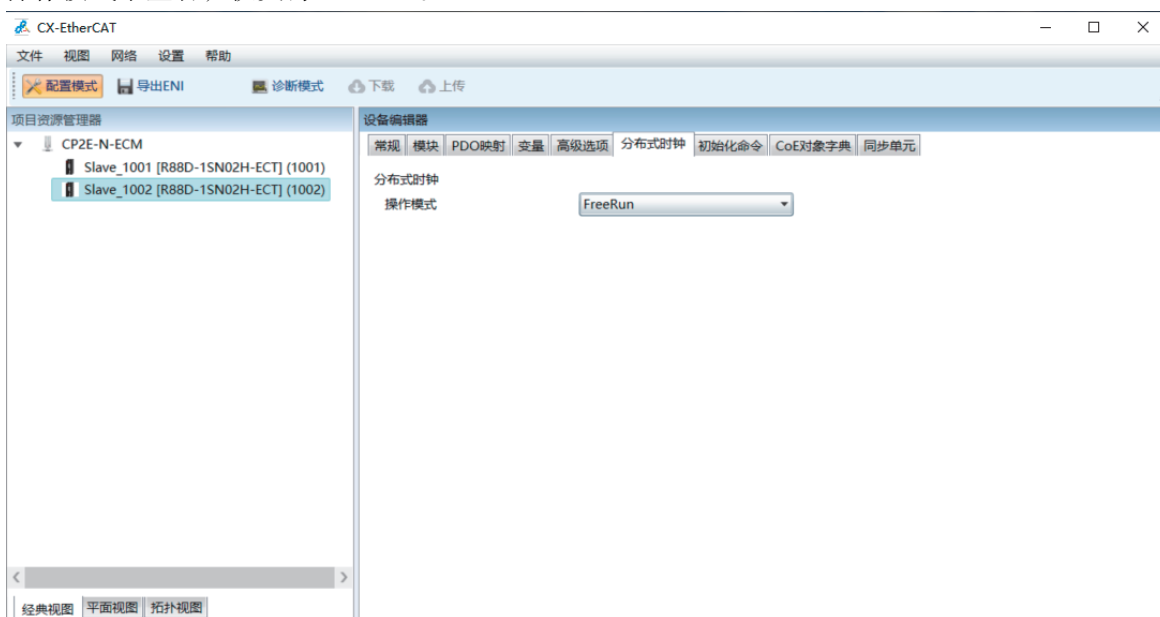 CX-EtherCAT
文件 视图 网络 设置 帮助
配置模式 导出ENI 诊断模式 下载 上传
项目资源管理器
CP2E-N-ECM
Slave_1001 [R88D-1SN02H-ECT] (1001)
Slave_1002 [R88D-1SN02H-ECT] (1002)
经典视图 平面视图 拓扑视图
设备编辑器
常规 模块 PDO映射 变量 高级选项 分布式时钟 初始化命令 CoE对象字典 同步单元
分布式时钟
操作模式 FreeRun